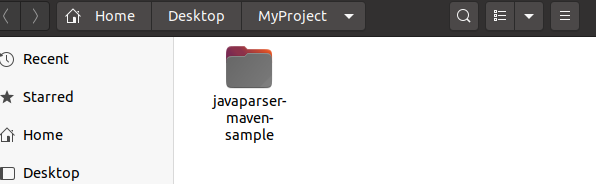 Home Desktop MyProject
Recent
Starred
Home
Desktop
javaparser-
maven-
sample